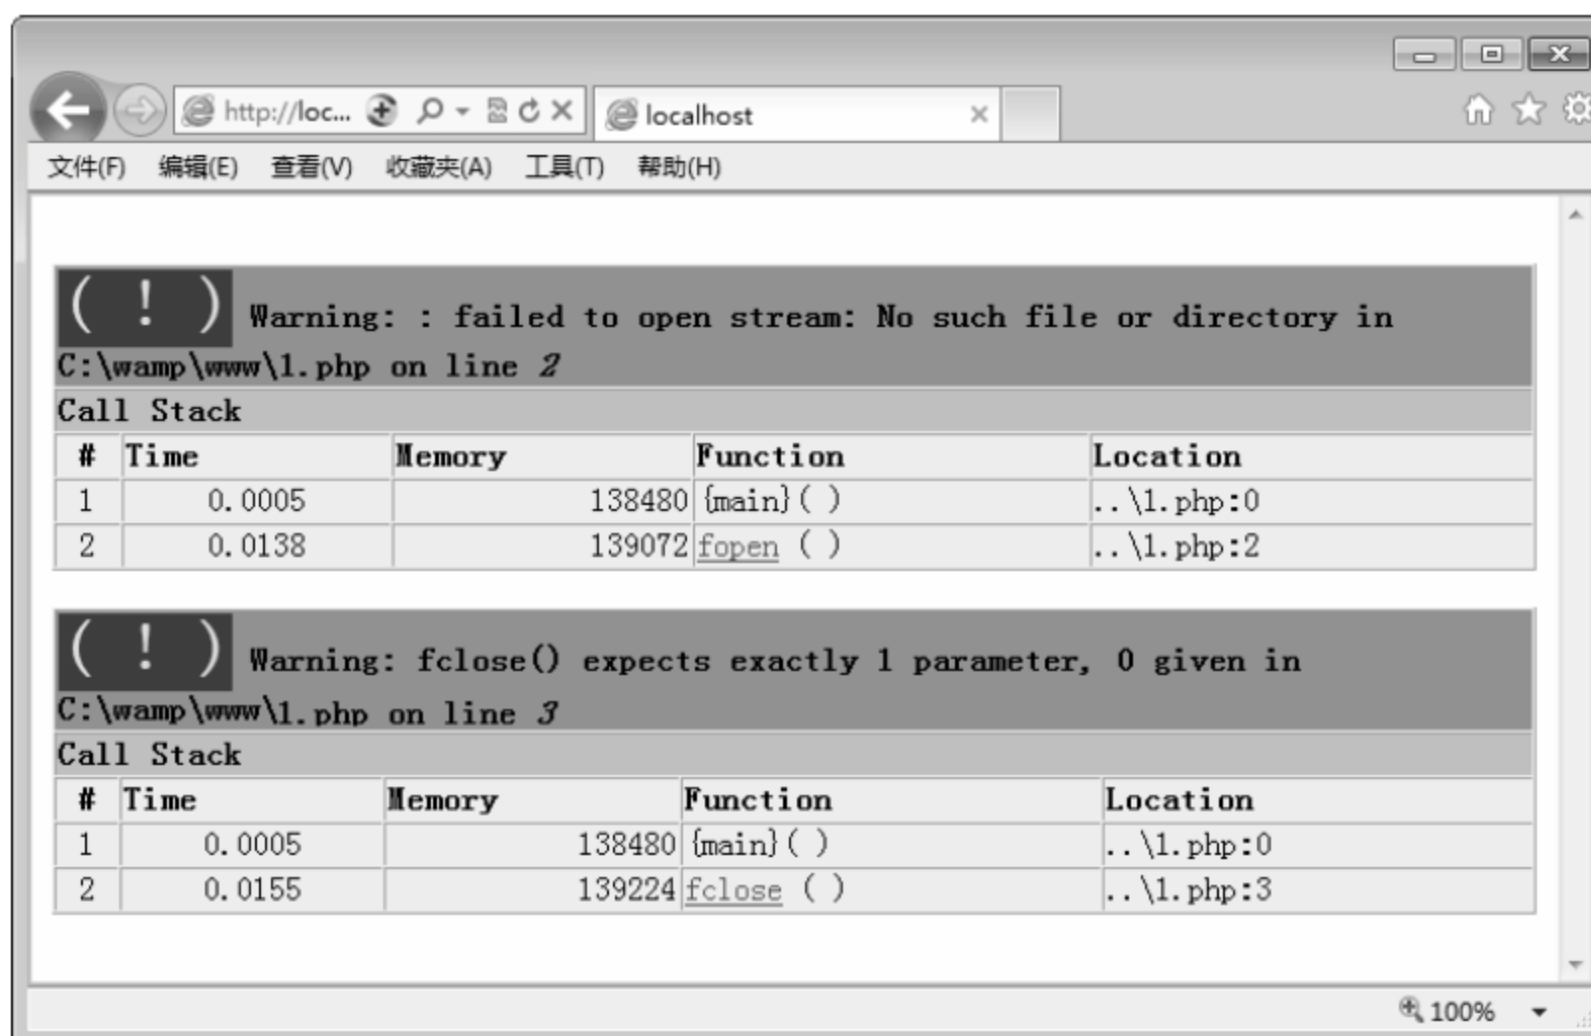 http://loc... localhost
文件(F) 编辑(E) 查看(V) 收藏夹(A) 工具(T) 帮助(H)
( ! ) Warning: : failed to open stream: No such file or directory in
C:\wamp\www\1.php on line 2
Call Stack
# Time Memory Function Location
1 0.0005 138480 {main}( ) ..\1.php:0
2 0.0138 139072 fopen ( ) ..\1.php:2
( ! ) Warning: fclose() expects exactly 1 parameter, 0 given in
C:\wamp\www\1.php on line 3
Call Stack
# Time Memory Function Location
1 0.0005 138480 {main}( ) ..\1.php:0
2 0.0155 139224 fclose ( ) ..\1.php:3
100%